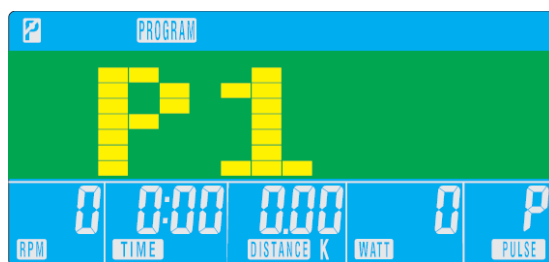 P PROGRAM
P1
0 0:00 0.00 0 P
RPM TIME DISTANCE K WATT PULSE